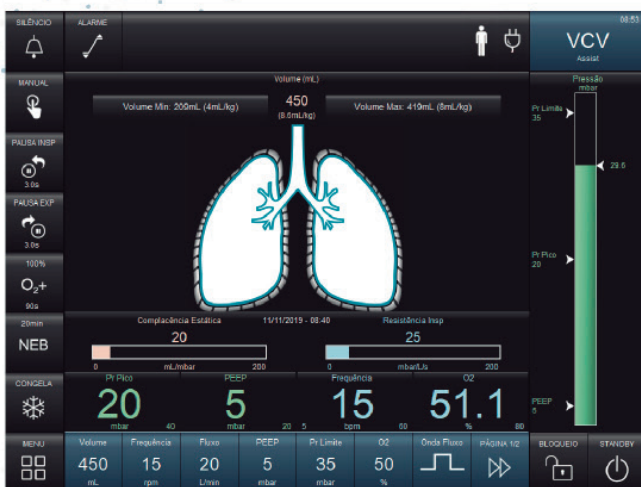 SILÊNCIO
ALARME
08:53
VCV
Assist
MANUAL
Volume (mL)
Volume Min: 209mL (4mL/kg)
450
(8.6mL/kg)
Volume Max: 419mL (8mL/kg)
Pressão
mbar
Pr Limite
35
29.6
PAUSA INSP
3.0s
PAUSA EXP
3.0s
Pr Pico
20
100%
O2+
90s
20min
NEB
Complacência Estática
11/11/2019 - 08:40
Resistência Insp
20
25
0 mL/mbar 200
0 mbar/L/s 200
CONGELA
Pr Pico
PEEP
Frequência
O2
20
5
15
51.1
mbar 40
mbar 20
5 bpm 60
% 80
PEEP
5
MENU
Volume
450
mL
Frequência
15
rpm
Fluxo
20
L/min
PEEP
5
mbar
Pr Limite
35
mbar
O2
50
%
Onda Fluxo
PÁGINA 1/2
BLOQUEIO
STANDBY